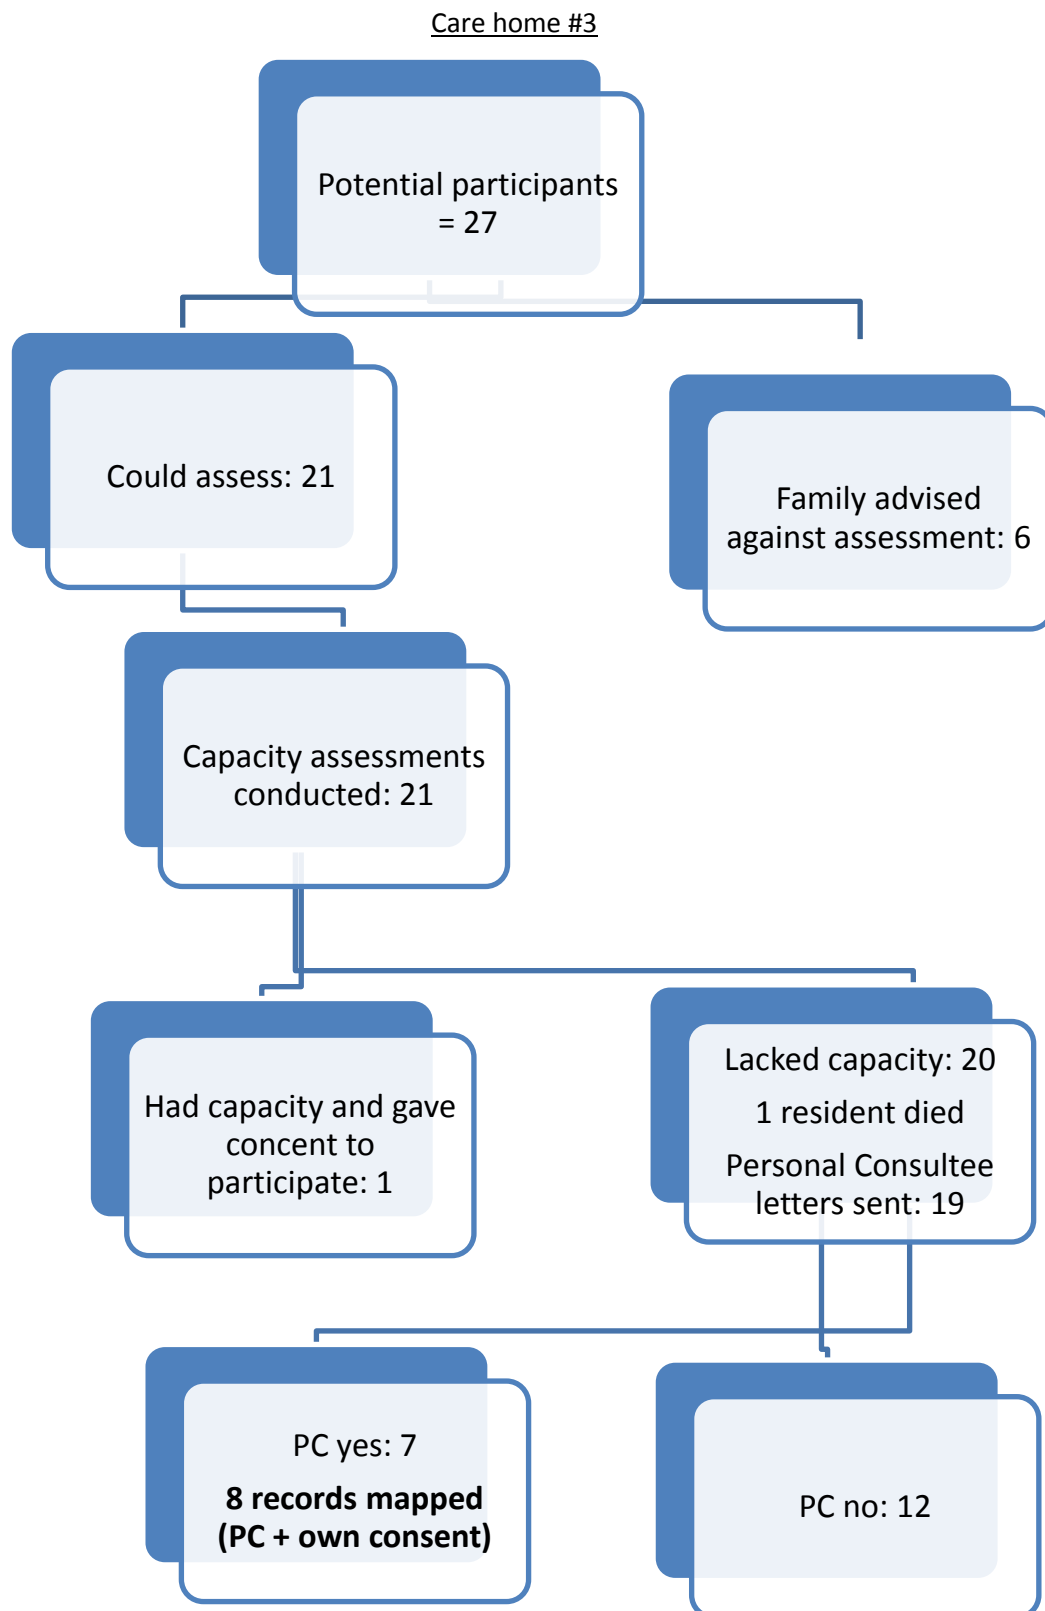 Care home #3
Potential participants
= 27
Could assess: 21
Family advised
against assessment: 6
Capacity assessments
conducted: 21
Had capacity and gave
concent to
participate: 1
Lacked capacity: 20
1 resident died
Personal Consultee
letters sent: 19
PC yes: 7
8 records mapped
(PC + own consent)
PC no: 12